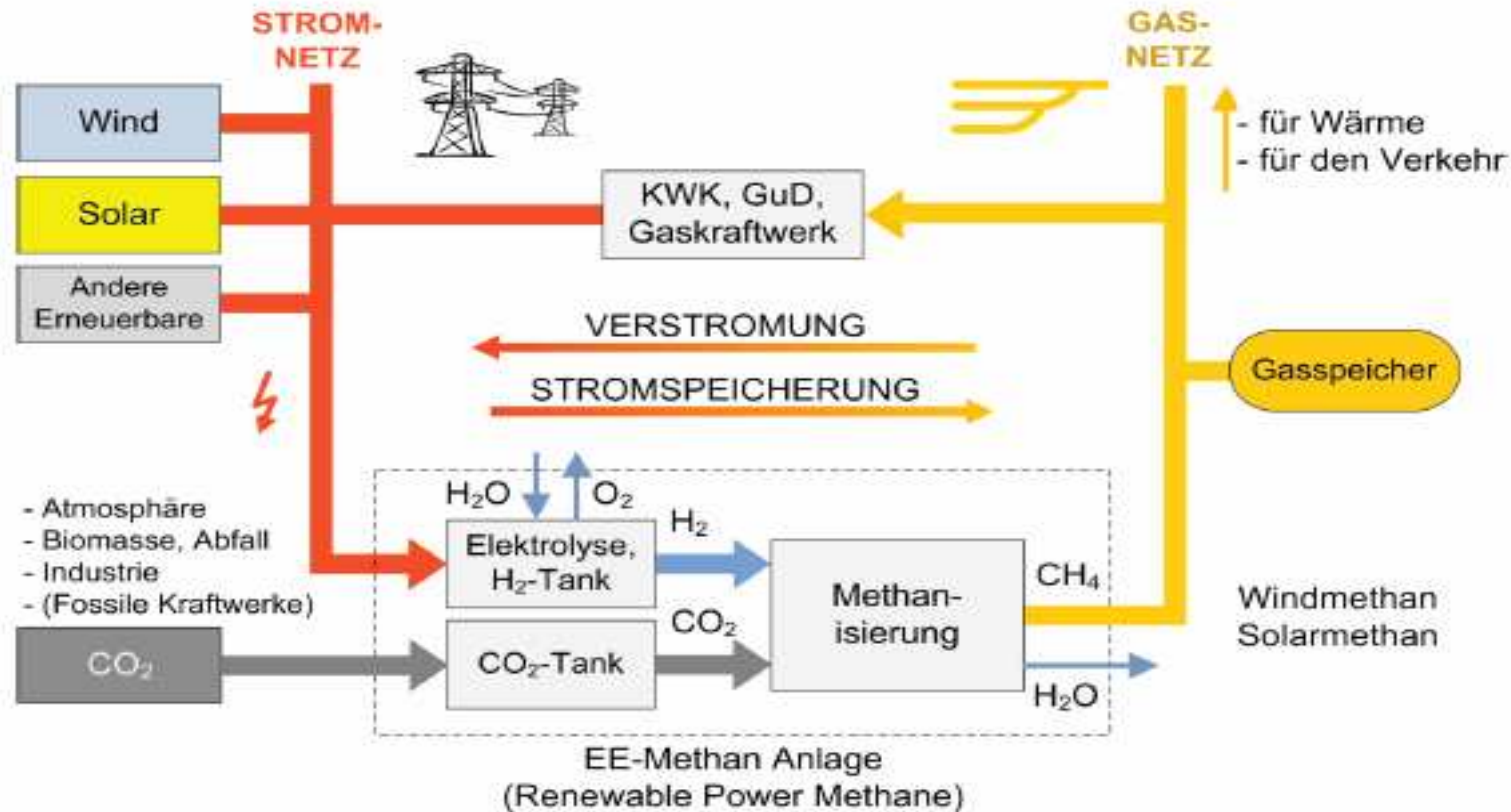 STROM-
NETZ
GAS-
NETZ
Wind
Solar
Andere
Erneuerbare
KWK, GuD,
Gaskraftwerk
- für Wärme
- für den Verkehr
VERSTROMUNG
STROMSPEICHERUNG
Gasspeicher
- Atmosphäre
- Biomasse, Abfall
- Industrie
- (Fossile Kraftwerke)
CO₂
H₂O
O₂
Elektrolyse,
H₂-Tank
H₂
CO₂-Tank
CO₂
Methan-
isierung
CH₄
H₂O
Windmethan
Solarmethan
EE-Methan Anlage
(Renewable Power Methane)